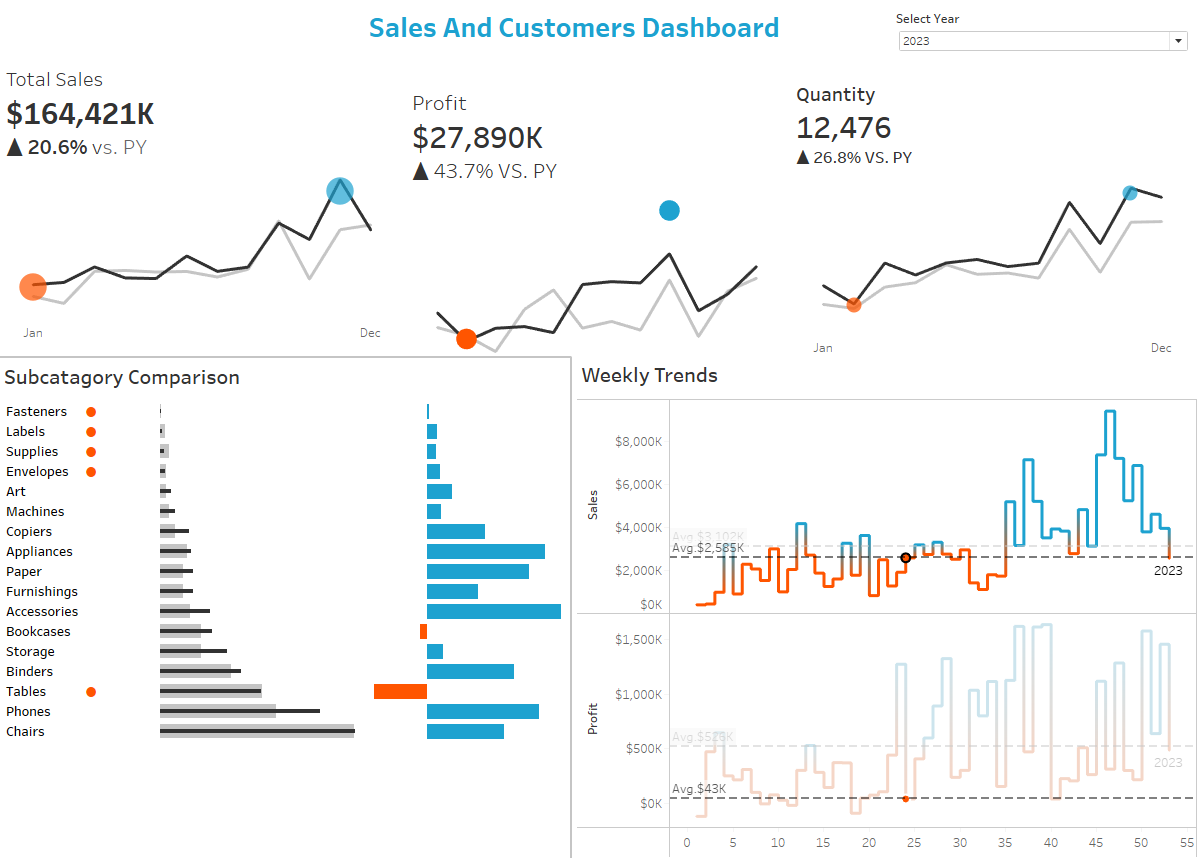 Sales And Customers Dashboard
Select Year
2023
Total Sales
$164,421K
▲ 20.6% vs. PY
Jan
Dec
Profit
$27,890K
▲ 43.7% VS. PY
Quantity
12,476
▲ 26.8% VS. PY
Jan
Dec
Subcatagory Comparison
Fasteners
Labels
Supplies
Envelopes
Art
Machines
Copiers
Appliances
Paper
Furnishings
Accessories
Bookcases
Storage
Binders
Tables
Phones
Chairs
Weekly Trends
Sales
$8,000K
$6,000K
$4,000K
$2,000K
$0K
Avg.$3,102K
Avg.$2,585K
2023
Profit
$1,500K
$1,000K
$500K
$0K
Avg.$43K
2023
0 5 10 15 20 25 30 35 40 45 50 55